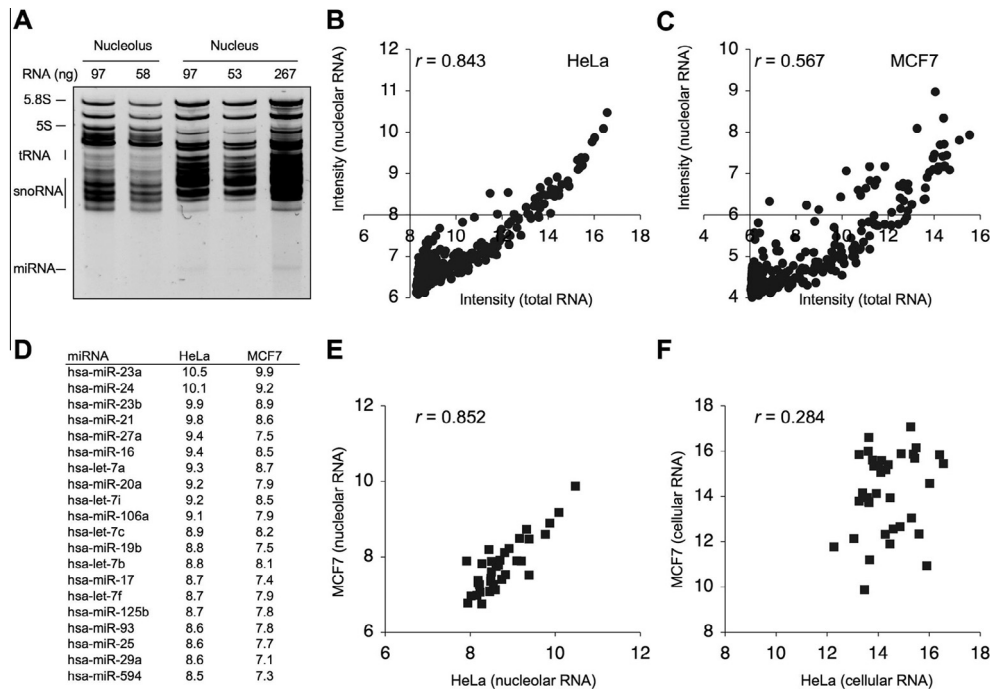 A
Nucleolus Nucleus
RNA (ng) 97 58 97 53 267
5.8S
5S
tRNA
snoRNA
miRNA
B
r = 0.843
HeLa
Intensity (nucleolar RNA)
12
11
10
9
8
7
6
6 8 10 12 14 16 18
Intensity (total RNA)
C
r = 0.567
MCF7
Intensity (nucleolar RNA)
10
9
8
7
6
5
4
4 6 8 10 12 14 16
Intensity (total RNA)
D
miRNA HeLa MCF7
hsa-miR-23a 10.5 9.9
hsa-miR-24 10.1 9.2
hsa-miR-23b 9.9 8.9
hsa-miR-21 9.8 8.6
hsa-miR-27a 9.4 7.5
hsa-miR-16 9.4 8.5
hsa-let-7a 9.3 8.7
hsa-miR-20a 9.2 7.9
hsa-let-7i 9.2 8.5
hsa-miR-106a 9.1 7.9
hsa-let-7c 8.9 8.2
hsa-miR-19b 8.8 7.5
hsa-let-7b 8.8 8.1
hsa-miR-17 8.7 7.4
hsa-let-7f 8.7 7.9
hsa-miR-125b 8.7 7.8
hsa-miR-93 8.6 7.8
hsa-miR-25 8.6 7.7
hsa-miR-29a 8.6 7.1
hsa-miR-594 8.5 7.3
E
r = 0.852
MCF7 (nucleolar RNA)
12
10
8
6
6 8 10 12
HeLa (nucleolar RNA)
F
r = 0.284
MCF7 (cellular RNA)
18
16
14
12
10
8
8 10 12 14 16 18
HeLa (cellular RNA)